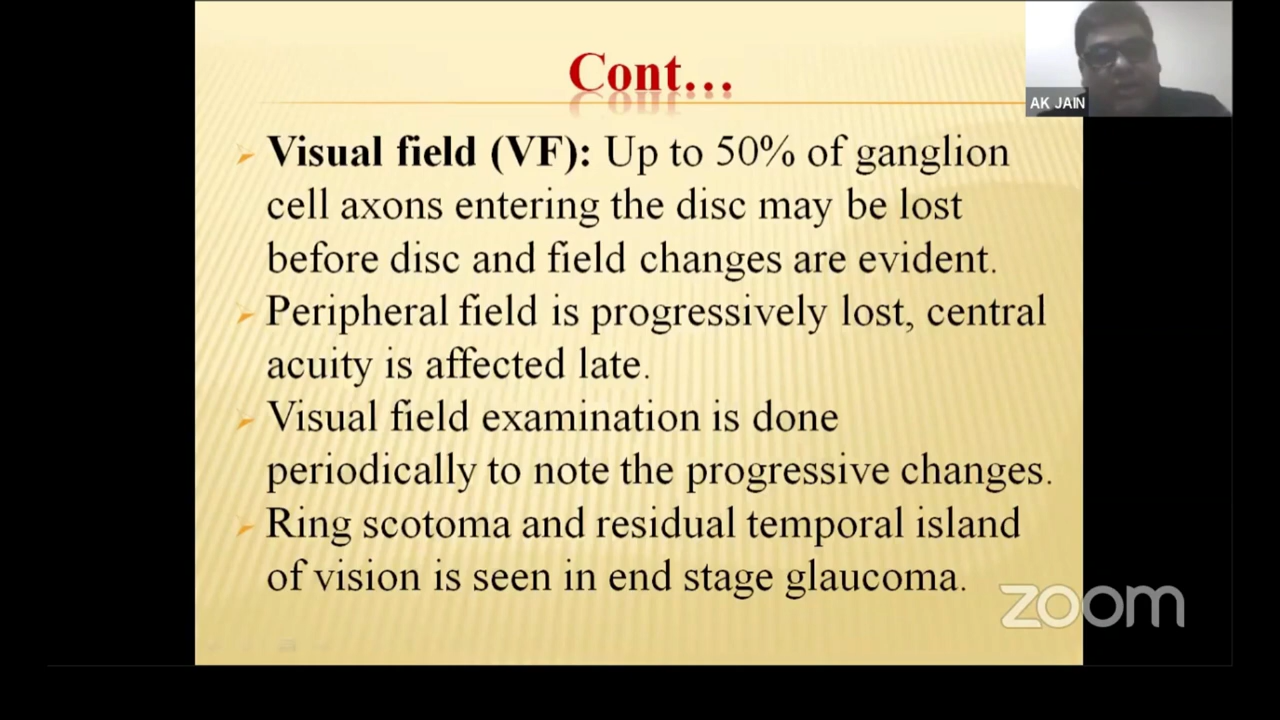 Cont...
AK JAIN
Visual field (VF): Up to 50% of ganglion
cell axons entering the disc may be lost
before disc and field changes are evident.
Peripheral field is progressively lost, central
acuity is affected late.
Visual field examination is done
periodically to note the progressive changes.
Ring scotoma and residual temporal island
of vision is seen in end stage glaucoma.
zoom